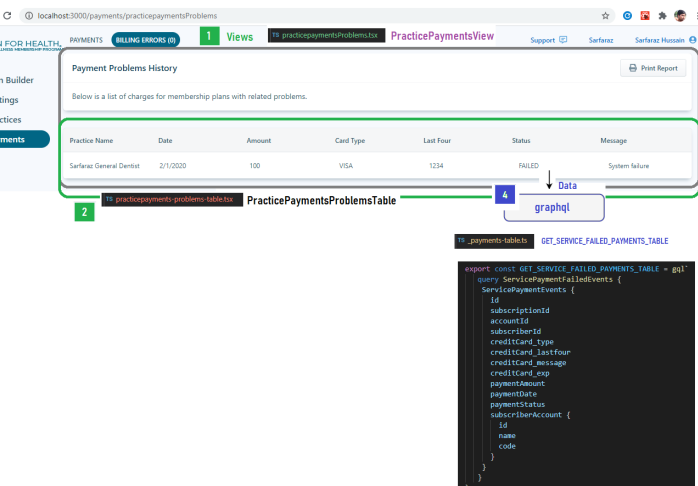 localhost:3000/payments/practicepaymentsProblems
N FOR HEALTH,
LLNESS MEMBERSHIP PROGRAM
PAYMENTS
BILLING ERRORS (0)
1
Views
TS practicepaymentsProblems.tsx
PracticePaymentsView
Support
Sarfaraz
Sarfaraz Hussain
n Builder
tings
ctices
ments
Payment Problems History
Print Report
Below is a list of charges for membership plans with related problems.
Practice Name Date Amount Card Type Last Four Status Message
Sarfaraz General Dentist 2/1/2020 100 VISA 1234 FAILED System failure
2
TS practicepayments-problems-table.tsx
PracticePaymentsProblemsTable
4
Data
graphql
TS _payments-table.ts
GET_SERVICE_FAILED_PAYMENTS_TABLE
export const GET_SERVICE_FAILED_PAYMENTS_TABLE = gql`
query ServicePaymentFailedEvents {
ServicePaymentEvents {
id
subscriptionId
accountId
subscriberId
creditCard_type
creditCard_lastfour
creditCard_message
creditCard_exp
paymentAmount
paymentDate
paymentStatus
subscriberAccount {
id
name
code
}
}
}